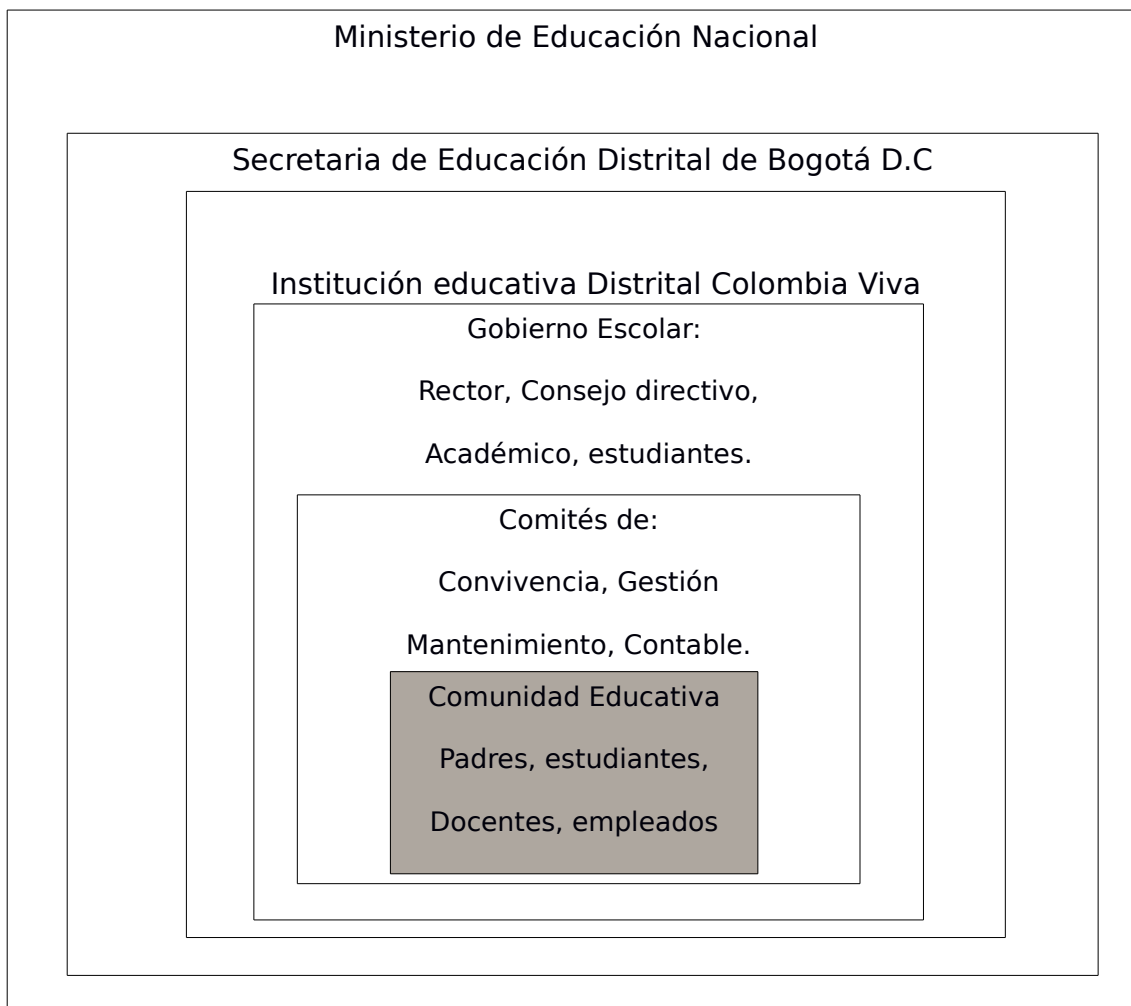 Ministerio de Educación Nacional
Secretaria de Educación Distrital de Bogotá D.C
Institución educativa Distrital Colombia Viva
Gobierno Escolar:
Rector, Consejo directivo,
Académico, estudiantes.
Comités de:
Convivencia, Gestión
Mantenimiento, Contable.
Comunidad Educativa
Padres, estudiantes,
Docentes, empleados